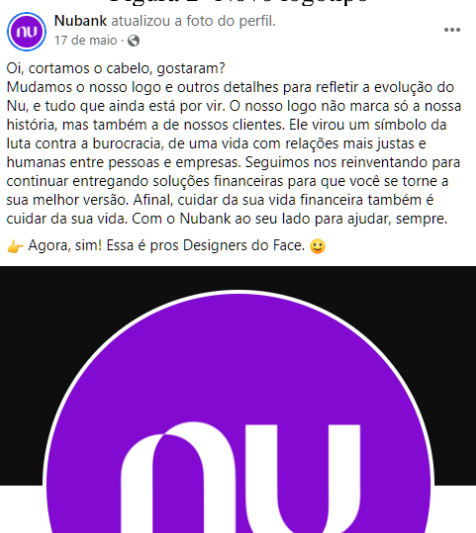 Figura 2- Novo logotipo
nu
Nubank atualizou a foto do perfil.
17 de maio ·
Oi, cortamos o cabelo, gostaram?
Mudamos o nosso logo e outros detalhes para refletir a evolução do
Nu, e tudo que ainda está por vir. O nosso logo não marca só a nossa
história, mas também a de nossos clientes. Ele virou um símbolo da
luta contra a burocracia, de uma vida com relações mais justas e
humanas entre pessoas e empresas. Seguimos nos reinventando para
continuar entregando soluções financeiras para que você se torne a
sua melhor versão. Afinal, cuidar da sua vida financeira também é
cuidar da sua vida. Com o Nubank ao seu lado para ajudar, sempre.
👉 Agora, sim! Essa é pros Designers do Face. 🙂
nu